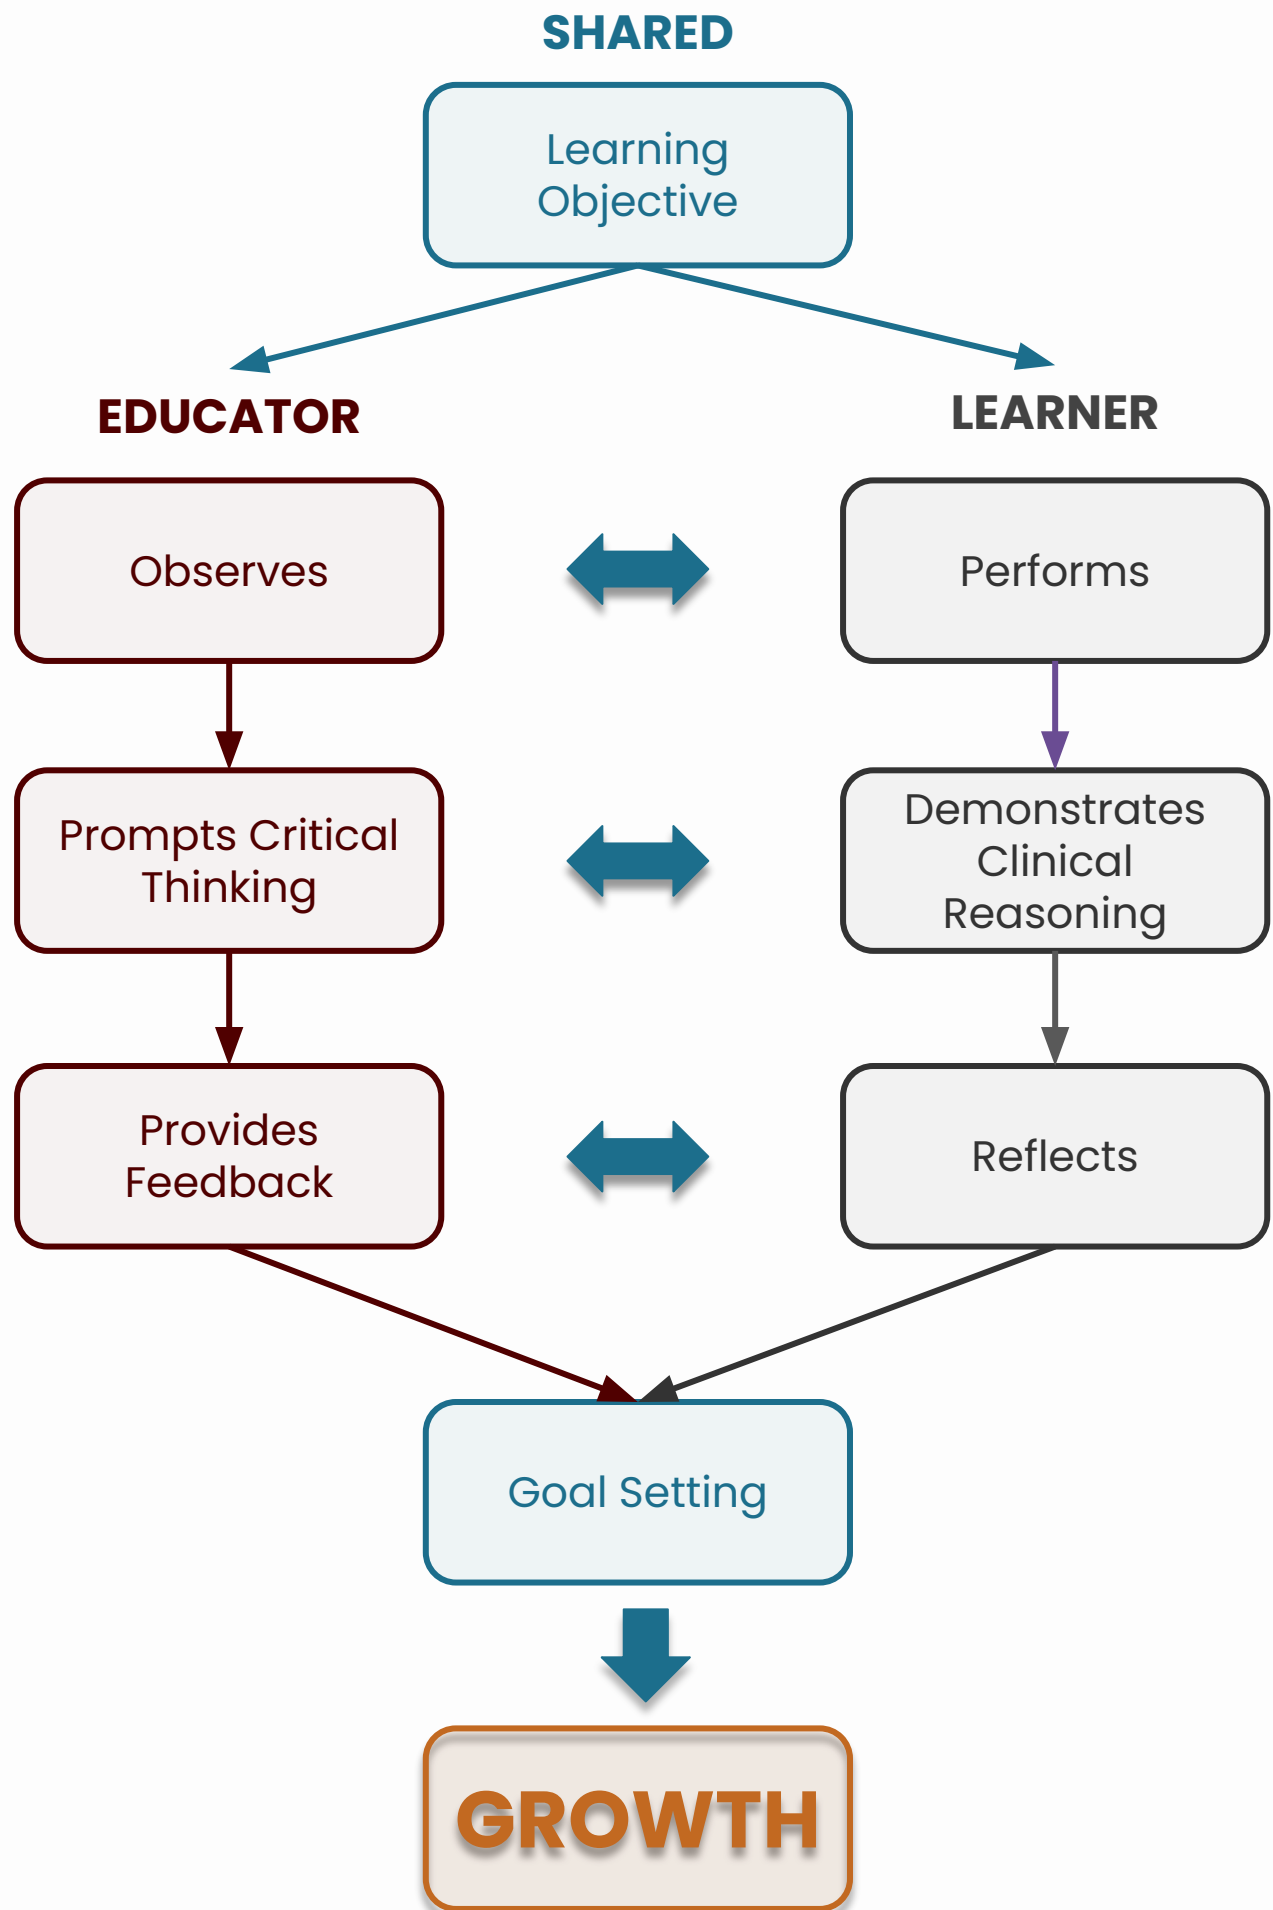 SHARED
Learning
Objective
EDUCATOR
LEARNER
Observes
Performs
Prompts Critical
Thinking
Demonstrates
Clinical
Reasoning
Provides
Feedback
Reflects
Goal Setting
GROWTH